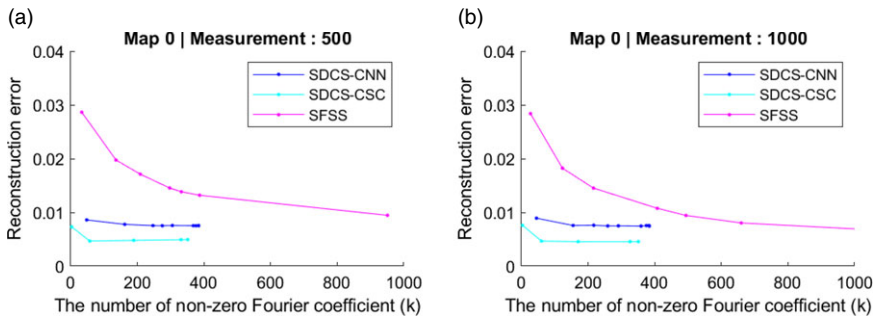 (a)
Map 0 | Measurement : 500
0.04
0.03
0.02
0.01
0
Reconstruction error
SDCS-CNN
SDCS-CSC
SFSS
0 200 400 600 800 1000
The number of non-zero Fourier coefficient (k)
(b)
Map 0 | Measurement : 1000
0.04
0.03
0.02
0.01
0
Reconstruction error
SDCS-CNN
SDCS-CSC
SFSS
0 200 400 600 800 1000
The number of non-zero Fourier coefficient (k)